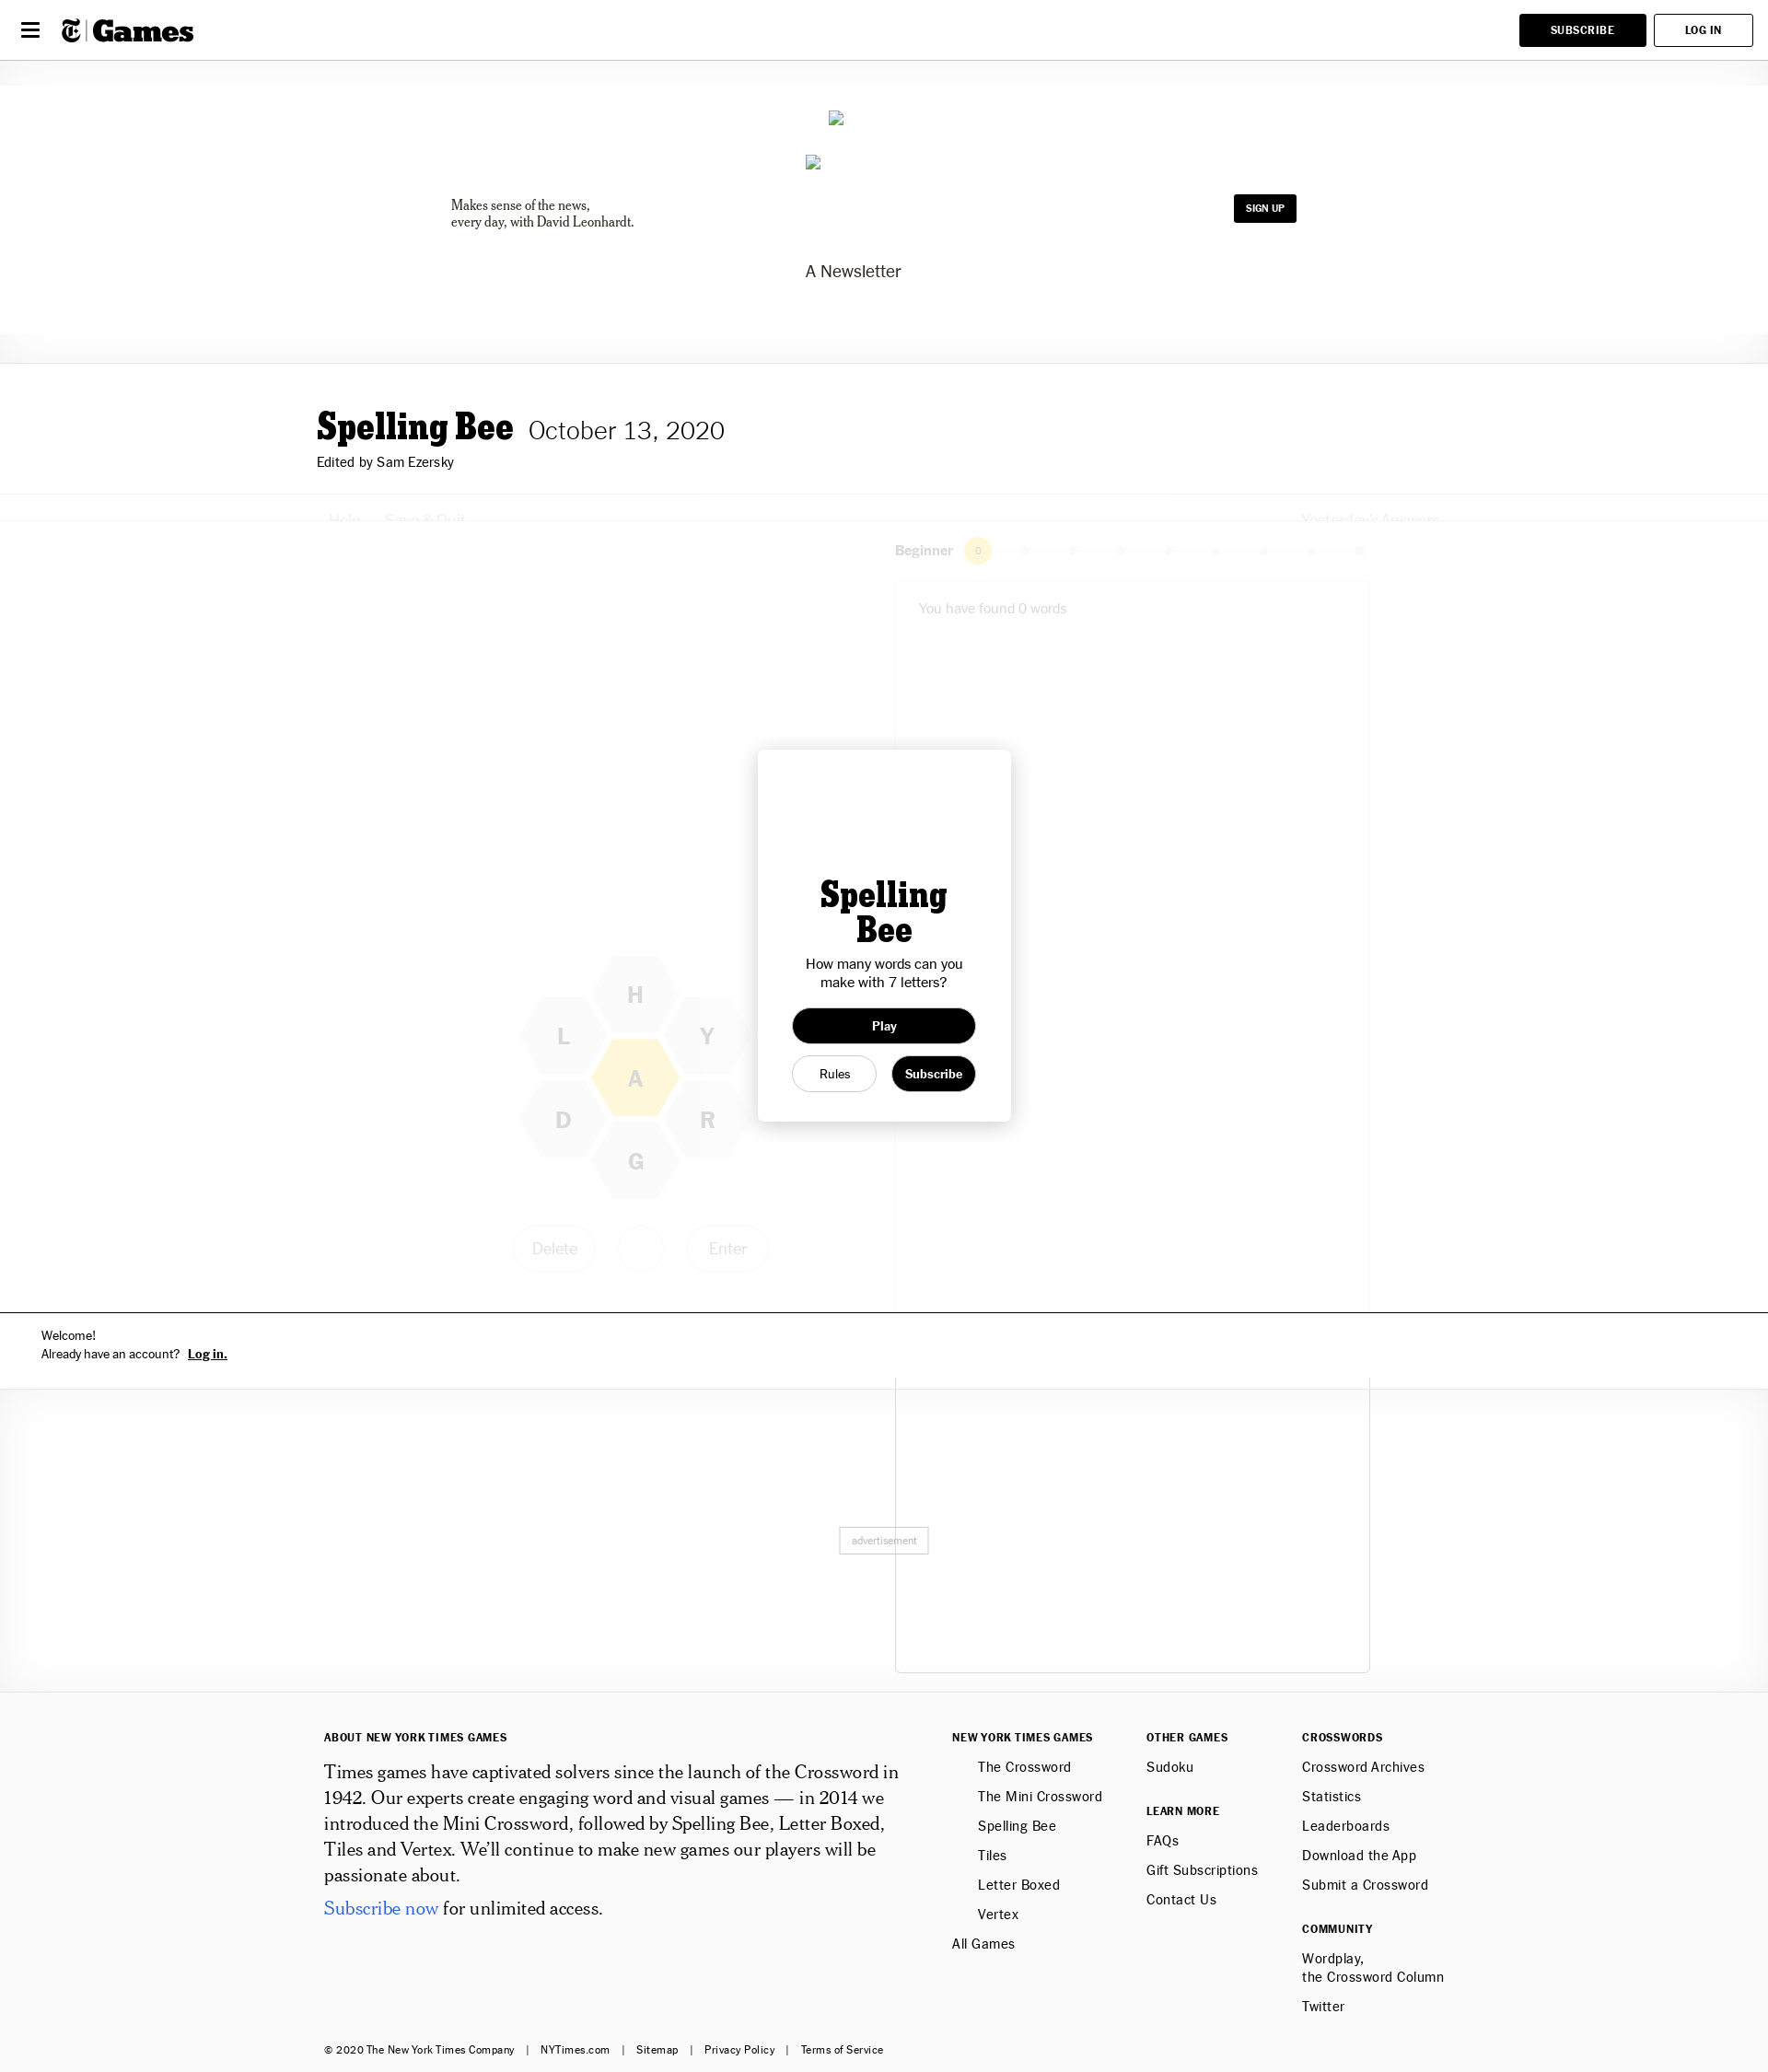 Games
SUBSCRIBE
LOG IN
Makes sense of the news,
every day, with David Leonhardt.
SIGN UP
A Newsletter
Spelling Bee October 13, 2020
Edited by Sam Ezersky
Help Save & Quit Yesterday's Answers
Beginner 0
You have found 0 words
Spelling
Bee
How many words can you
make with 7 letters?
Play
Rules
Subscribe
H
L
Y
A
D
R
G
Delete
Enter
Welcome!
Already have an account? Log in.
advertisement
ABOUT NEW YORK TIMES GAMES
Times games have captivated solvers since the launch of the Crossword in
1942. Our experts create engaging word and visual games — in 2014 we
introduced the Mini Crossword, followed by Spelling Bee, Letter Boxed,
Tiles and Vertex. We’ll continue to make new games our players will be
passionate about.
Subscribe now for unlimited access.
NEW YORK TIMES GAMES
The Crossword
The Mini Crossword
Spelling Bee
Tiles
Letter Boxed
Vertex
All Games
OTHER GAMES
Sudoku
LEARN MORE
FAQs
Gift Subscriptions
Contact Us
CROSSWORDS
Crossword Archives
Statistics
Leaderboards
Download the App
Submit a Crossword
COMMUNITY
Wordplay,
the Crossword Column
Twitter
© 2020 The New York Times Company | NYTimes.com | Sitemap | Privacy Policy | Terms of Service